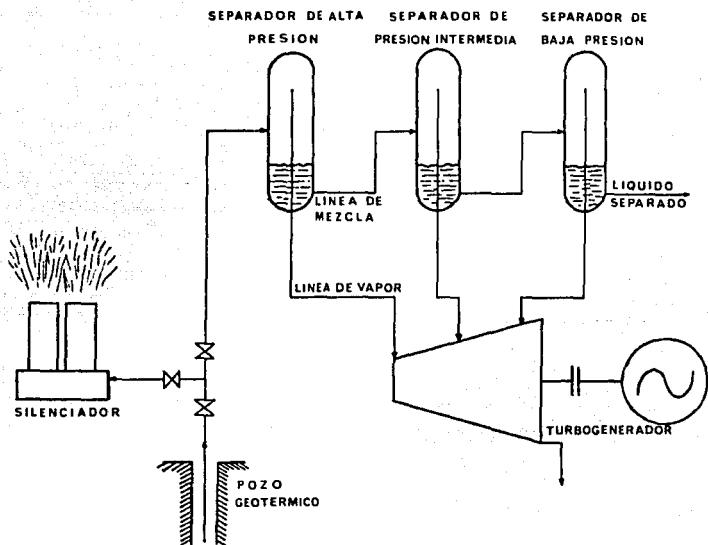 SEPARADOR DE ALTA
PRESION
SEPARADOR DE
PRESION INTERMEDIA
SEPARADOR DE
BAJA PRESION
LINEA DE
MEZCLA
LIQUIDO
SEPARADO
LINEA DE VAPOR
SILENCIADOR
TURBOGENERADOR
POZO
GEOTERMICO